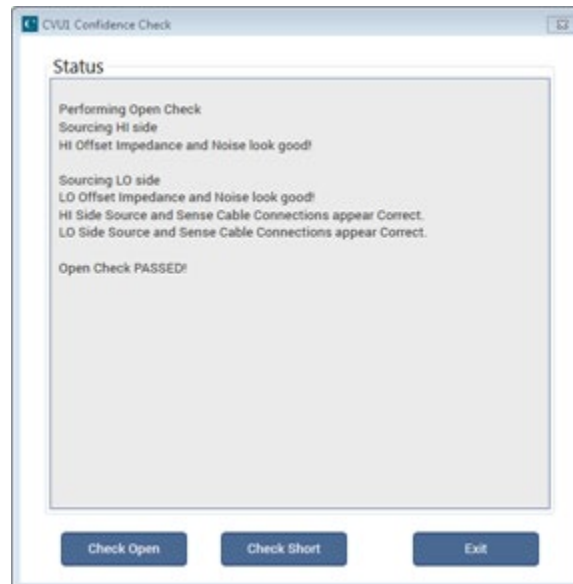 CVU1 Confidence Check
Status
Performing Open Check
Sourcing HI side
HI Offset Impedance and Noise look good!
Sourcing LO side
LO Offset Impedance and Noise look good!
HI Side Source and Sense Cable Connections appear Correct.
LO Side Source and Sense Cable Connections appear Correct.
Open Check PASSED!
Check Open
Check Short
Exit